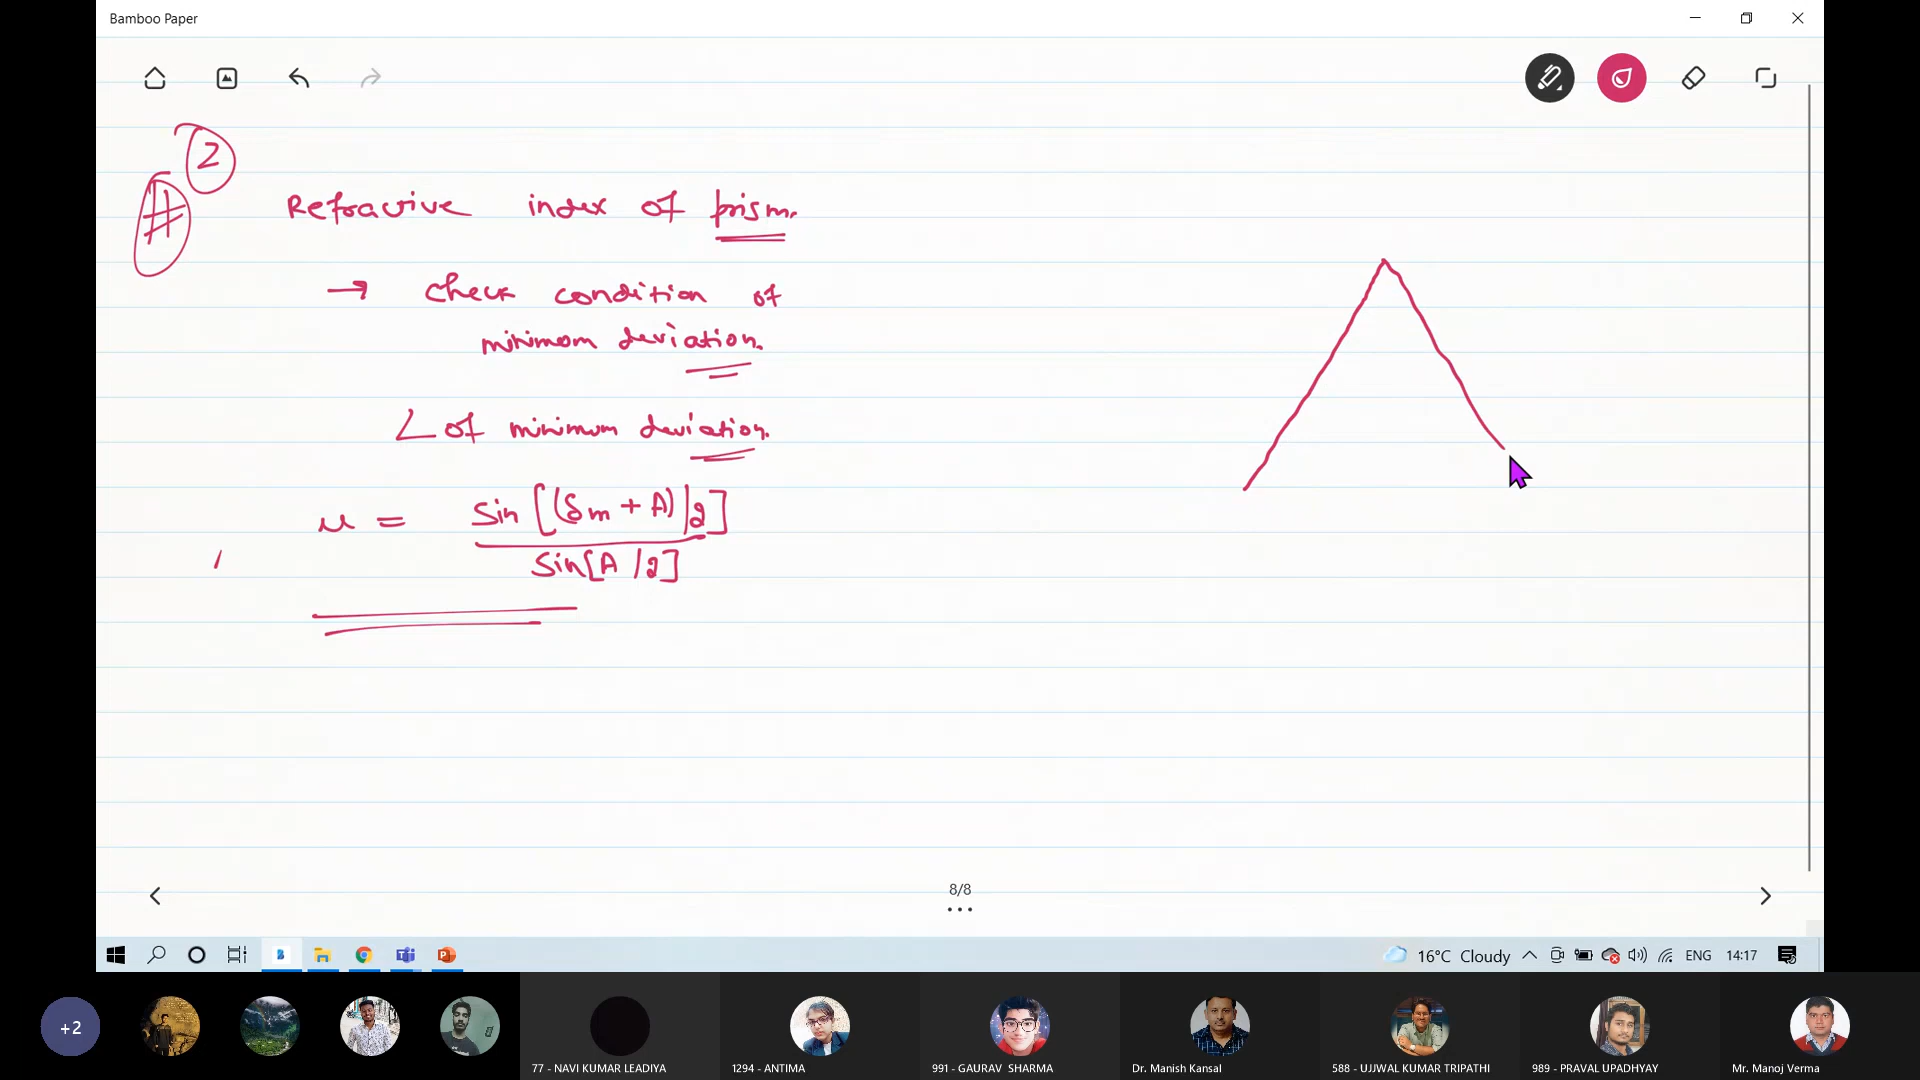 Bamboo Paper
2
#
Refractive index of prism.
→ Check condition of
minimum deviation.
∠ of minimum deviation.
μ = sin[(δm + A)|2]
sin[A|2]
8/8
16°C Cloudy ENG 14:17
+2
77 - NAVI KUMAR LEADIYA
1294 - ANTIMA
991 - GAURAV SHARMA
Dr. Manish Kansal
588 - UJJWAL KUMAR TRIPATHI
989 - PRAVAL UPADHYAY
Mr. Manoj Verma